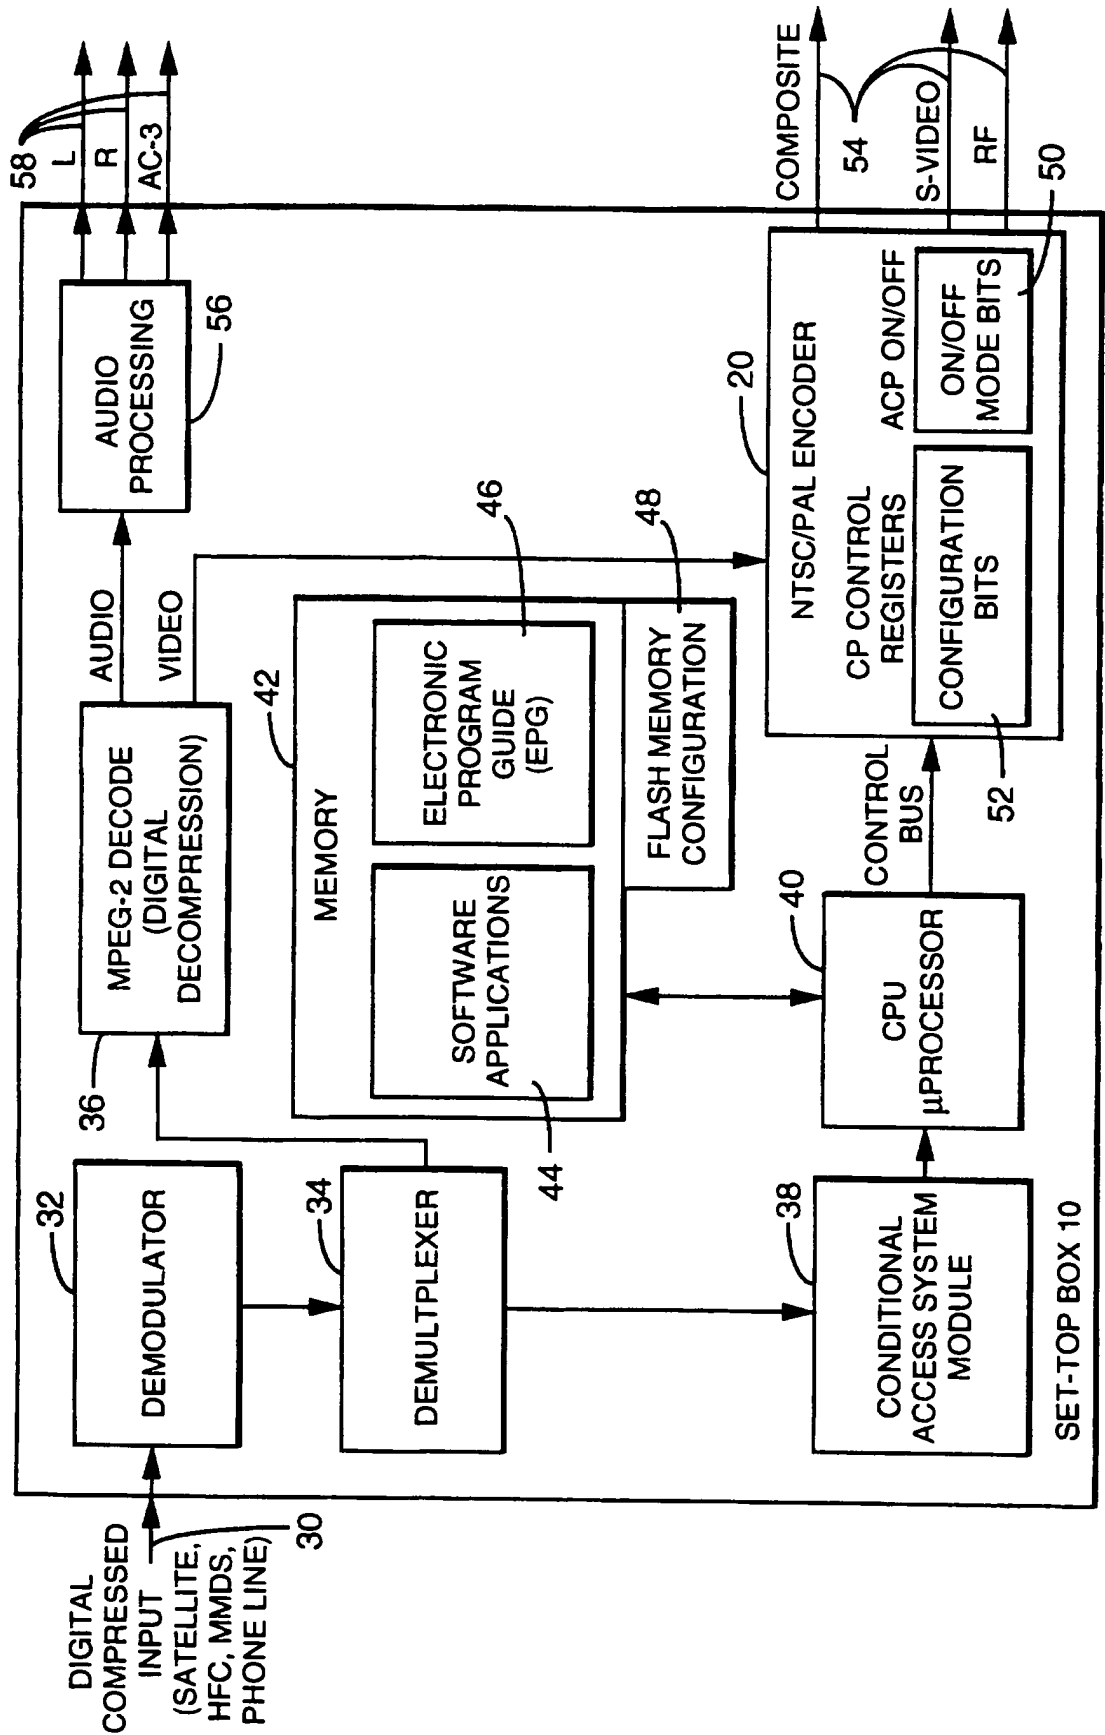 DIGITAL
COMPRESSED
INPUT
(SATELLITE,
HFC, MMDS,
PHONE LINE)
30
32
DEMODULATOR
34
DEMULTPLEXER
36
MPEG-2 DECODE
(DIGITAL
DECOMPRESSION)
AUDIO
VIDEO
AUDIO
PROCESSING
56
58
L
R
AC-3
42
MEMORY
SOFTWARE
APPLICATIONS
44
ELECTRONIC
PROGRAM
GUIDE
(EPG)
46
FLASH MEMORY
CONFIGURATION
48
38
CONDITIONAL
ACCESS SYSTEM
MODULE
40
CPU
µPROCESSOR
CONTROL
BUS
20
NTSC/PAL ENCODER
CP CONTROL
REGISTERS
ACP ON/OFF
CONFIGURATION
BITS
52
ON/OFF
MODE BITS
50
COMPOSITE
54
S-VIDEO
RF
SET-TOP BOX 10